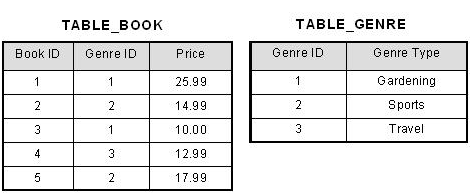 TABLE_BOOK
Book ID Genre ID Price
1 1 25.99
2 2 14.99
3 1 10.00
4 3 12.99
5 2 17.99
TABLE_GENRE
Genre ID Genre Type
1 Gardening
2 Sports
3 Travel